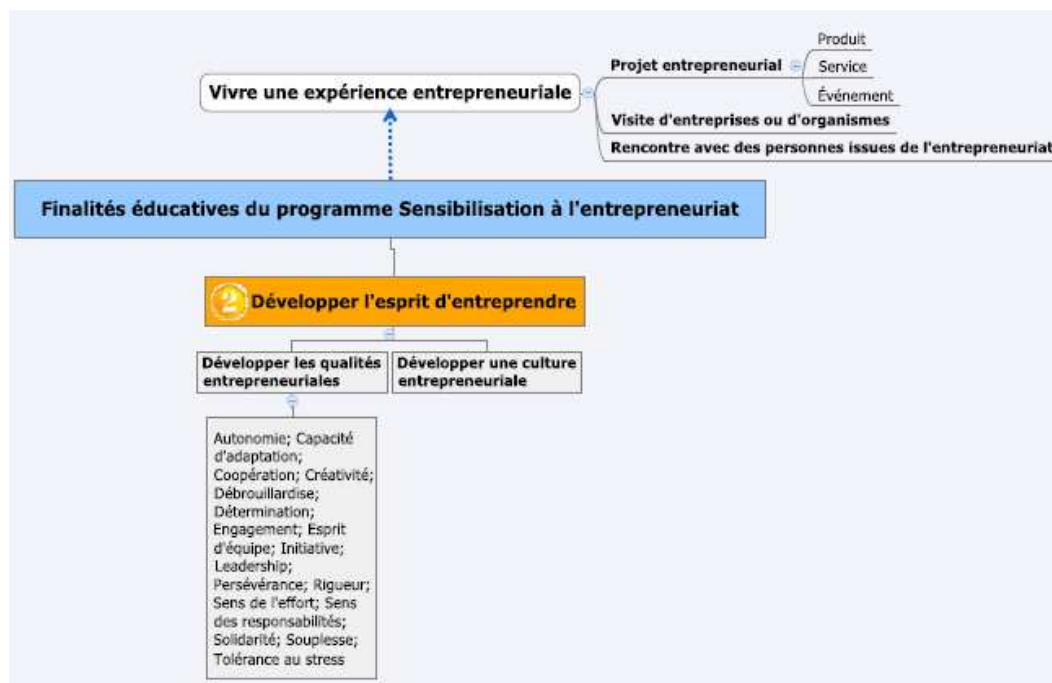 Produit
Projet entrepreneurial
Service
Événement
Vivre une expérience entrepreneuriale
Visite d'entreprises ou d'organismes
Rencontre avec des personnes issues de l'entrepreneuriat
Finalités éducatives du programme Sensibilisation à l'entrepreneuriat
2 Développer l'esprit d'entreprendre
Développer les qualités
entrepreneuriales
Développer une culture
entrepreneuriale
Autonomie; Capacité
d'adaptation;
Coopération; Créativité;
Débrouillardise;
Détermination;
Engagement; Esprit
d'équipe; Initiative;
Leadership;
Persévérance; Rigueur;
Sens de l'effort; Sens
des responsabilités;
Solidarité; Souplesse;
Tolérance au stress